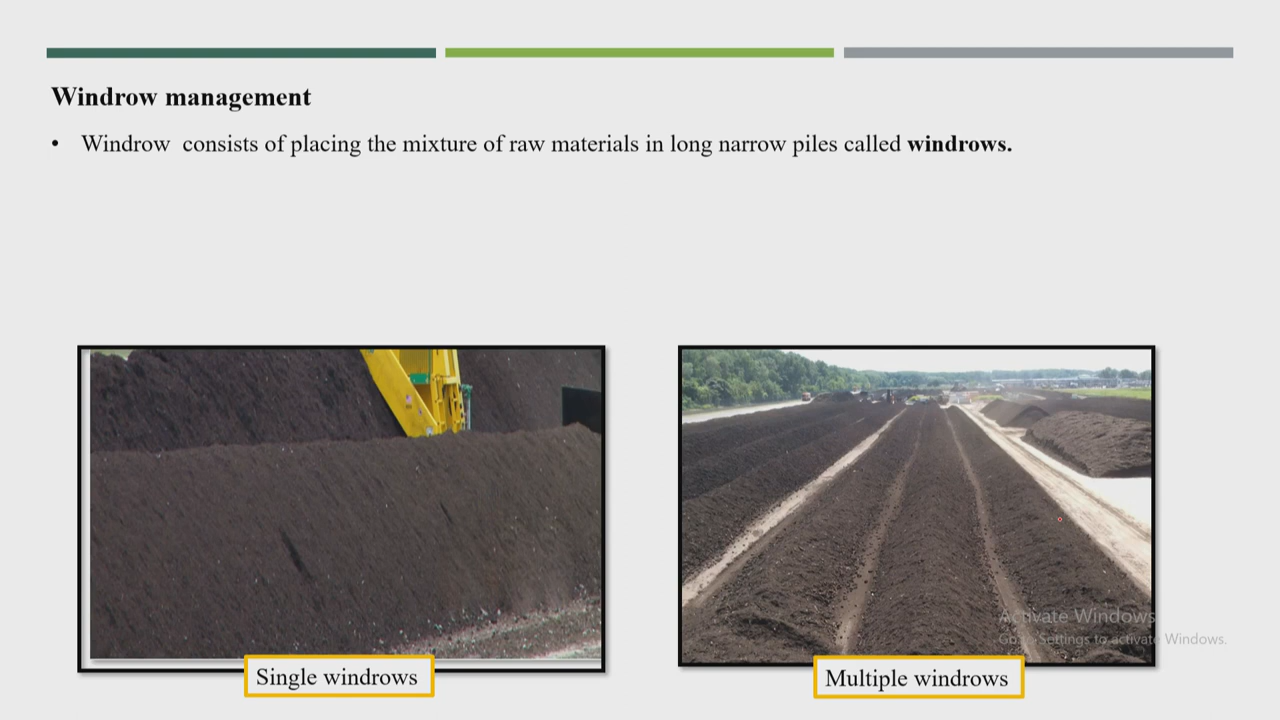 Windrow management
• Windrow consists of placing the mixture of raw materials in long narrow piles called windrows.
Activate Windows
Go to Settings to activate Windows.
Single windrows
Multiple windrows